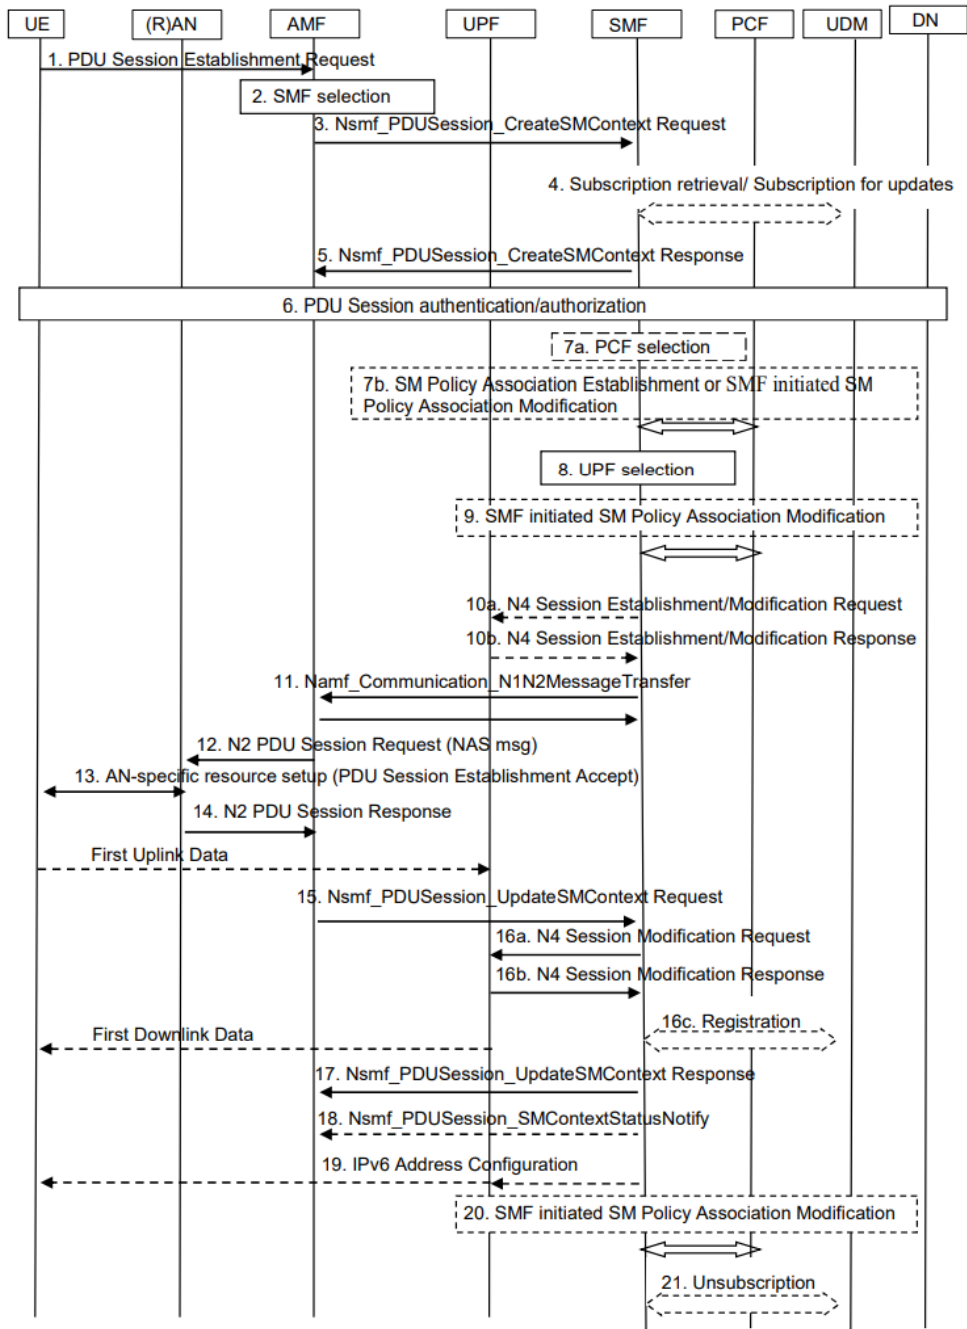 UE (R)AN AMF UPF SMF PCF UDM DN
1. PDU Session Establishment Request
2. SMF selection
3. Nsmf_PDUSession_CreateSMContext Request
4. Subscription retrieval/ Subscription for updates
5. Nsmf_PDUSession_CreateSMContext Response
6. PDU Session authentication/authorization
7a. PCF selection
7b. SM Policy Association Establishment or SMF initiated SM
Policy Association Modification
8. UPF selection
9. SMF initiated SM Policy Association Modification
10a. N4 Session Establishment/Modification Request
10b. N4 Session Establishment/Modification Response
11. Namf_Communication_N1N2MessageTransfer
12. N2 PDU Session Request (NAS msg)
13. AN-specific resource setup (PDU Session Establishment Accept)
14. N2 PDU Session Response
First Uplink Data
15. Nsmf_PDUSession_UpdateSMContext Request
16a. N4 Session Modification Request
16b. N4 Session Modification Response
16c. Registration
First Downlink Data
17. Nsmf_PDUSession_UpdateSMContext Response
18. Nsmf_PDUSession_SMContextStatusNotify
19. IPv6 Address Configuration
20. SMF initiated SM Policy Association Modification
21. Unsubscription